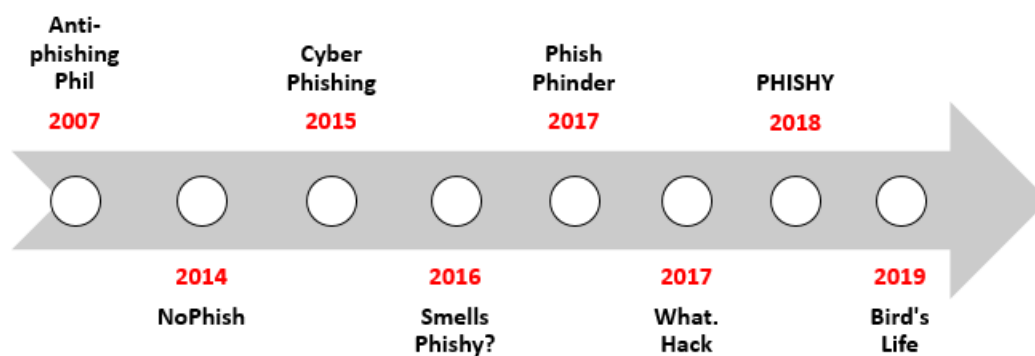 Anti-
phishing
Phil
2007
Cyber
Phishing
2015
Phish
Phinder
2017
PHISHY
2018
2014
NoPhish
2016
Smells
Phishy?
2017
What.
Hack
2019
Bird's
Life